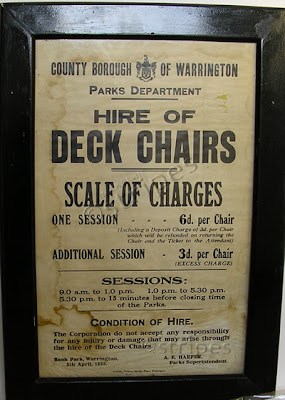 COUNTY BOROUGH OF WARRINGTON
PARKS DEPARTMENT
HIRE OF
DECK CHAIRS
SCALE OF CHARGES
ONE SESSION - - - 6d. per Chair
(Including a Deposit Charge of 3d. per Chair
which will be refunded on returning the
Chair and the Ticket to the Attendant)
ADDITIONAL SESSION - 3d. per Chair
(EXCESS CHARGE)
SESSIONS:
9.0 a.m. to 1.0 p.m. 1.0 p.m. to 5.30 p.m.
5.30 p.m. to 15 minutes before closing time
of the Parks.
CONDITION OF HIRE.
The Corporation do not accept any responsibility
for any injury or damage that may arise through
the hire of the Deck Chairs.
Bank Park, Warrington. A. E. HARPER,
April, Parks Superintendent.